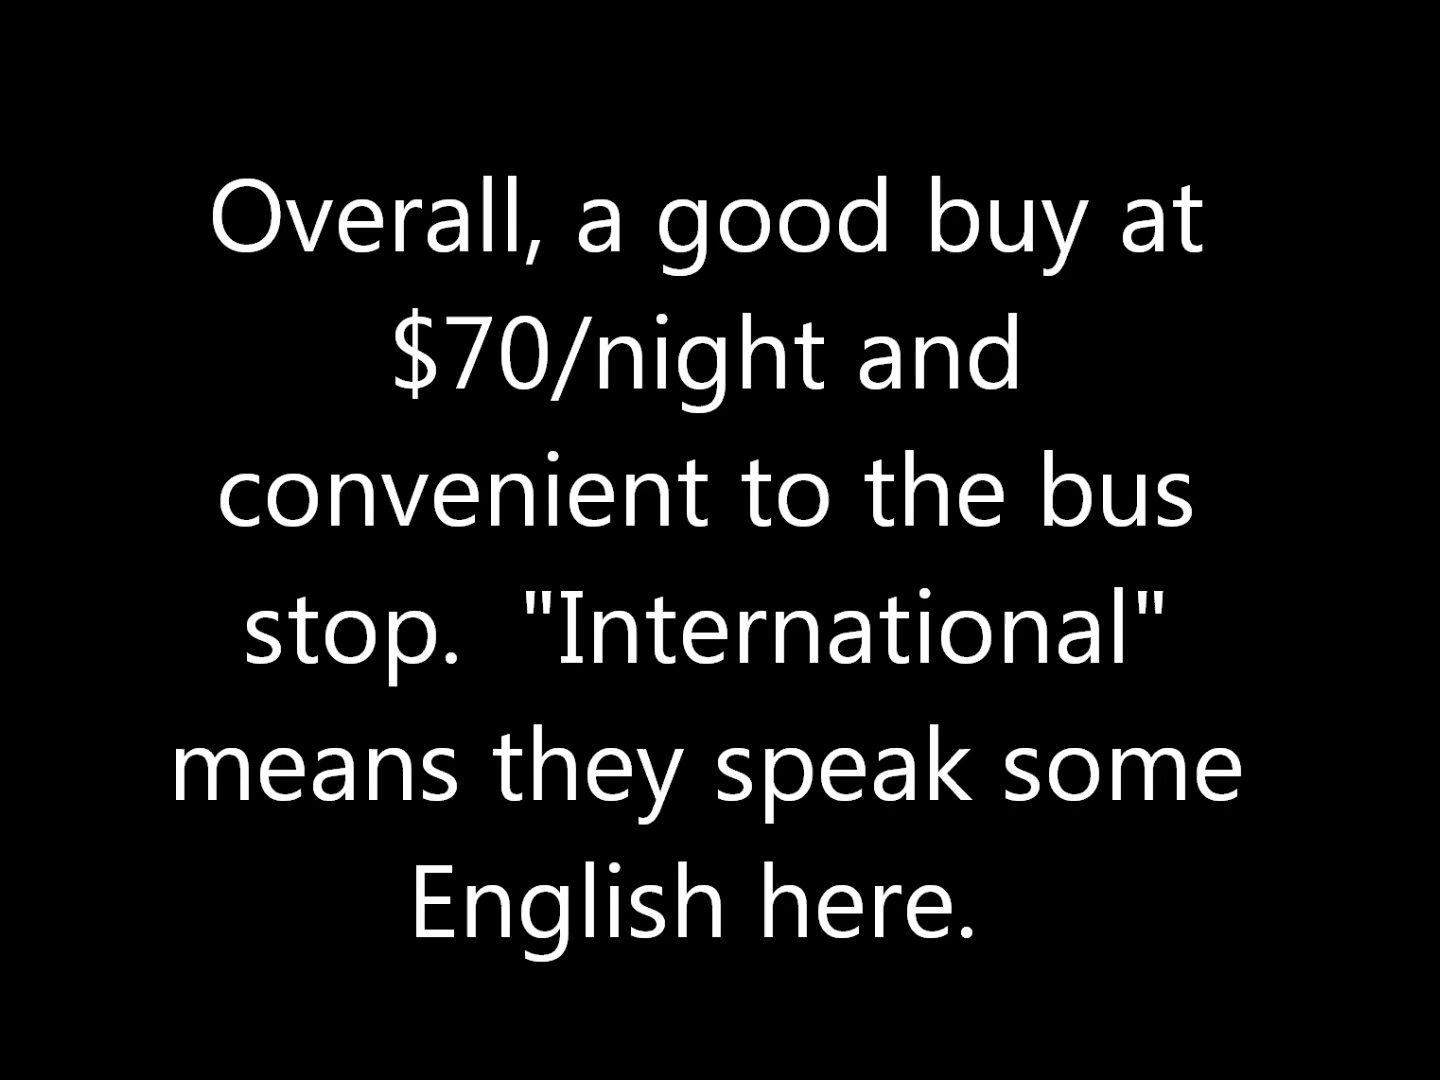 Overall, a good buy at
$70/night and
convenient to the bus
stop.  "International"
means they speak some
English here.